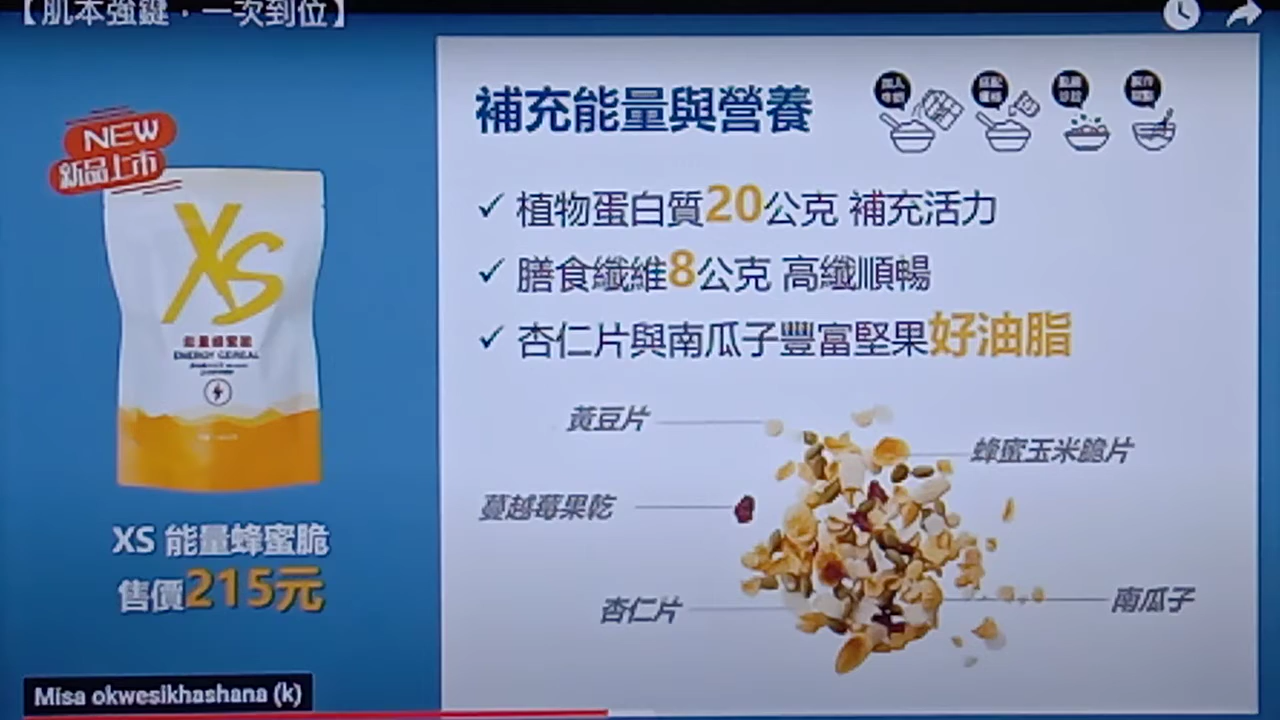 【肌本強鍵．一次到位】
NEW
新品上市
XS
能量蜂蜜脆
ENERGY CEREAL
XS 能量蜂蜜脆
售價215元
補充能量與營養
✓ 植物蛋白質20公克 補充活力
✓ 膳食纖維8公克 高纖順暢
✓ 杏仁片與南瓜子豐富堅果好油脂
黃豆片
蜂蜜玉米脆片
蔓越莓果乾
杏仁片
南瓜子
Misa okwesikhashana (k)